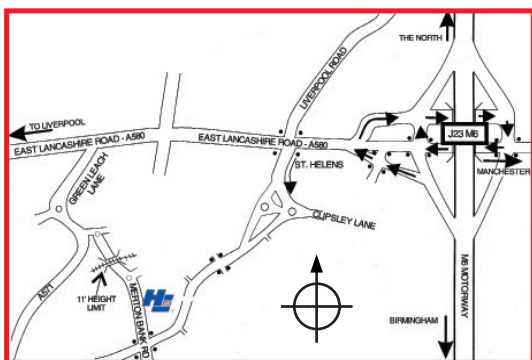 THE NORTH
LIVERPOOL ROAD
TO LIVERPOOL
J23 M6
EAST LANCASHIRE ROAD - A580
EAST LANCASHIRE ROAD - A580
ST. HELENS
MANCHESTER
GREEN LEACH
LANE
CLIPSLEY LANE
A571
11' HEIGHT
LIMIT
MERTON BANK RD
M6 MOTORWAY
BIRMINGHAM